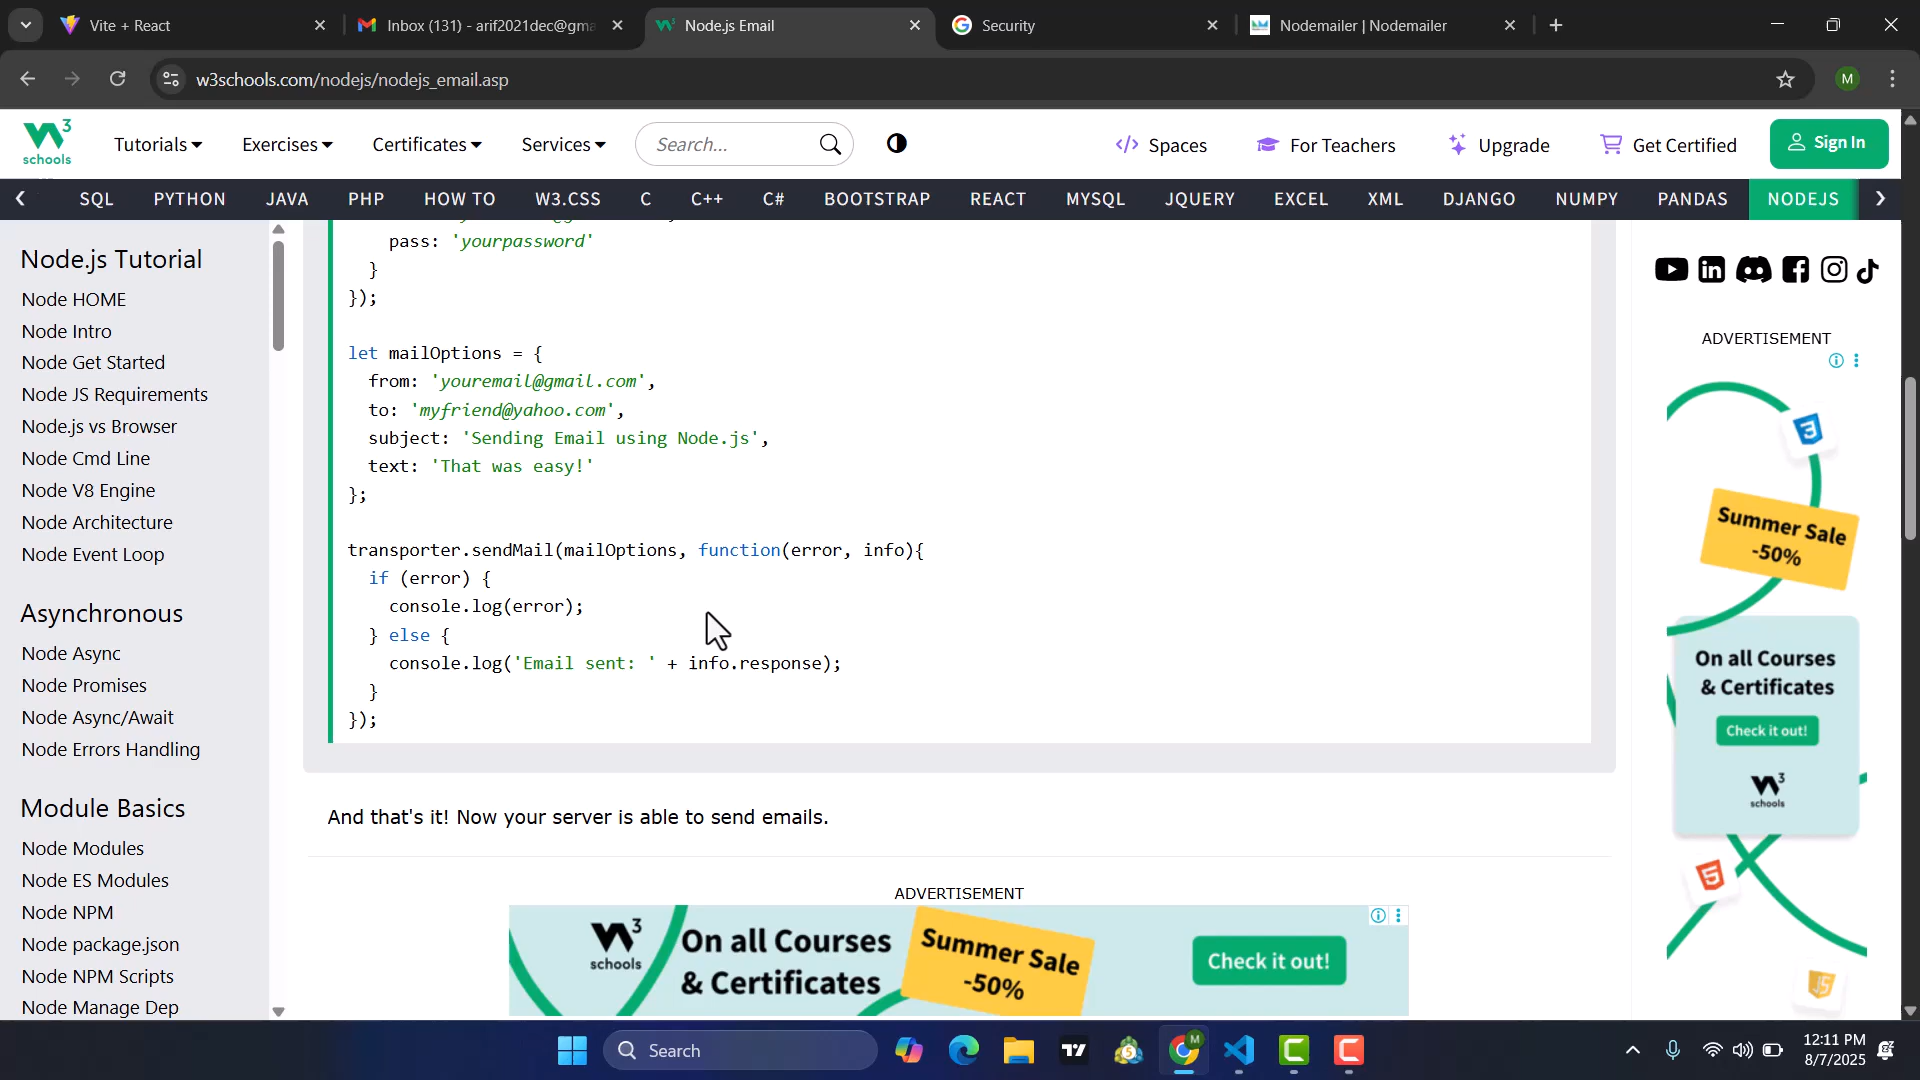 Vite + React
Inbox (131) - arif2021dec@gma
Node.js Email
Security
Nodemailer | Nodemailer
w3schools.com/nodejs/nodejs_email.asp
M
3
schools
Tutorials
Exercises
Certificates
Services
Search...
Spaces
For Teachers
Upgrade
Get Certified
Sign In
SQL
PYTHON
JAVA
PHP
HOW TO
W3.CSS
C
C++
C#
BOOTSTRAP
REACT
MYSQL
JQUERY
EXCEL
XML
DJANGO
NUMPY
PANDAS
NODEJS
Node.js Tutorial
Node HOME
Node Intro
Node Get Started
Node JS Requirements
Node.js vs Browser
Node Cmd Line
Node V8 Engine
Node Architecture
Node Event Loop
Asynchronous
Node Async
Node Promises
Node Async/Await
Node Errors Handling
Module Basics
Node Modules
Node ES Modules
Node NPM
Node package.json
Node NPM Scripts
Node Manage Dep
pass: 'yourpassword'
}
});
let mailOptions = {
from: 'youremail@gmail.com',
to: 'myfriend@yahoo.com',
subject: 'Sending Email using Node.js',
text: 'That was easy!'
};
transporter.sendMail(mailOptions, function(error, info){
if (error) {
console.log(error);
} else {
console.log('Email sent: ' + info.response);
}
});
And that's it! Now your server is able to send emails.
ADVERTISEMENT
3
schools
On all Courses
& Certificates
Summer Sale
-50%
Check it out!
ADVERTISEMENT
Summer Sale
-50%
On all Courses
& Certificates
Check it out!
3
schools
Search
12:11 PM
8/7/2025